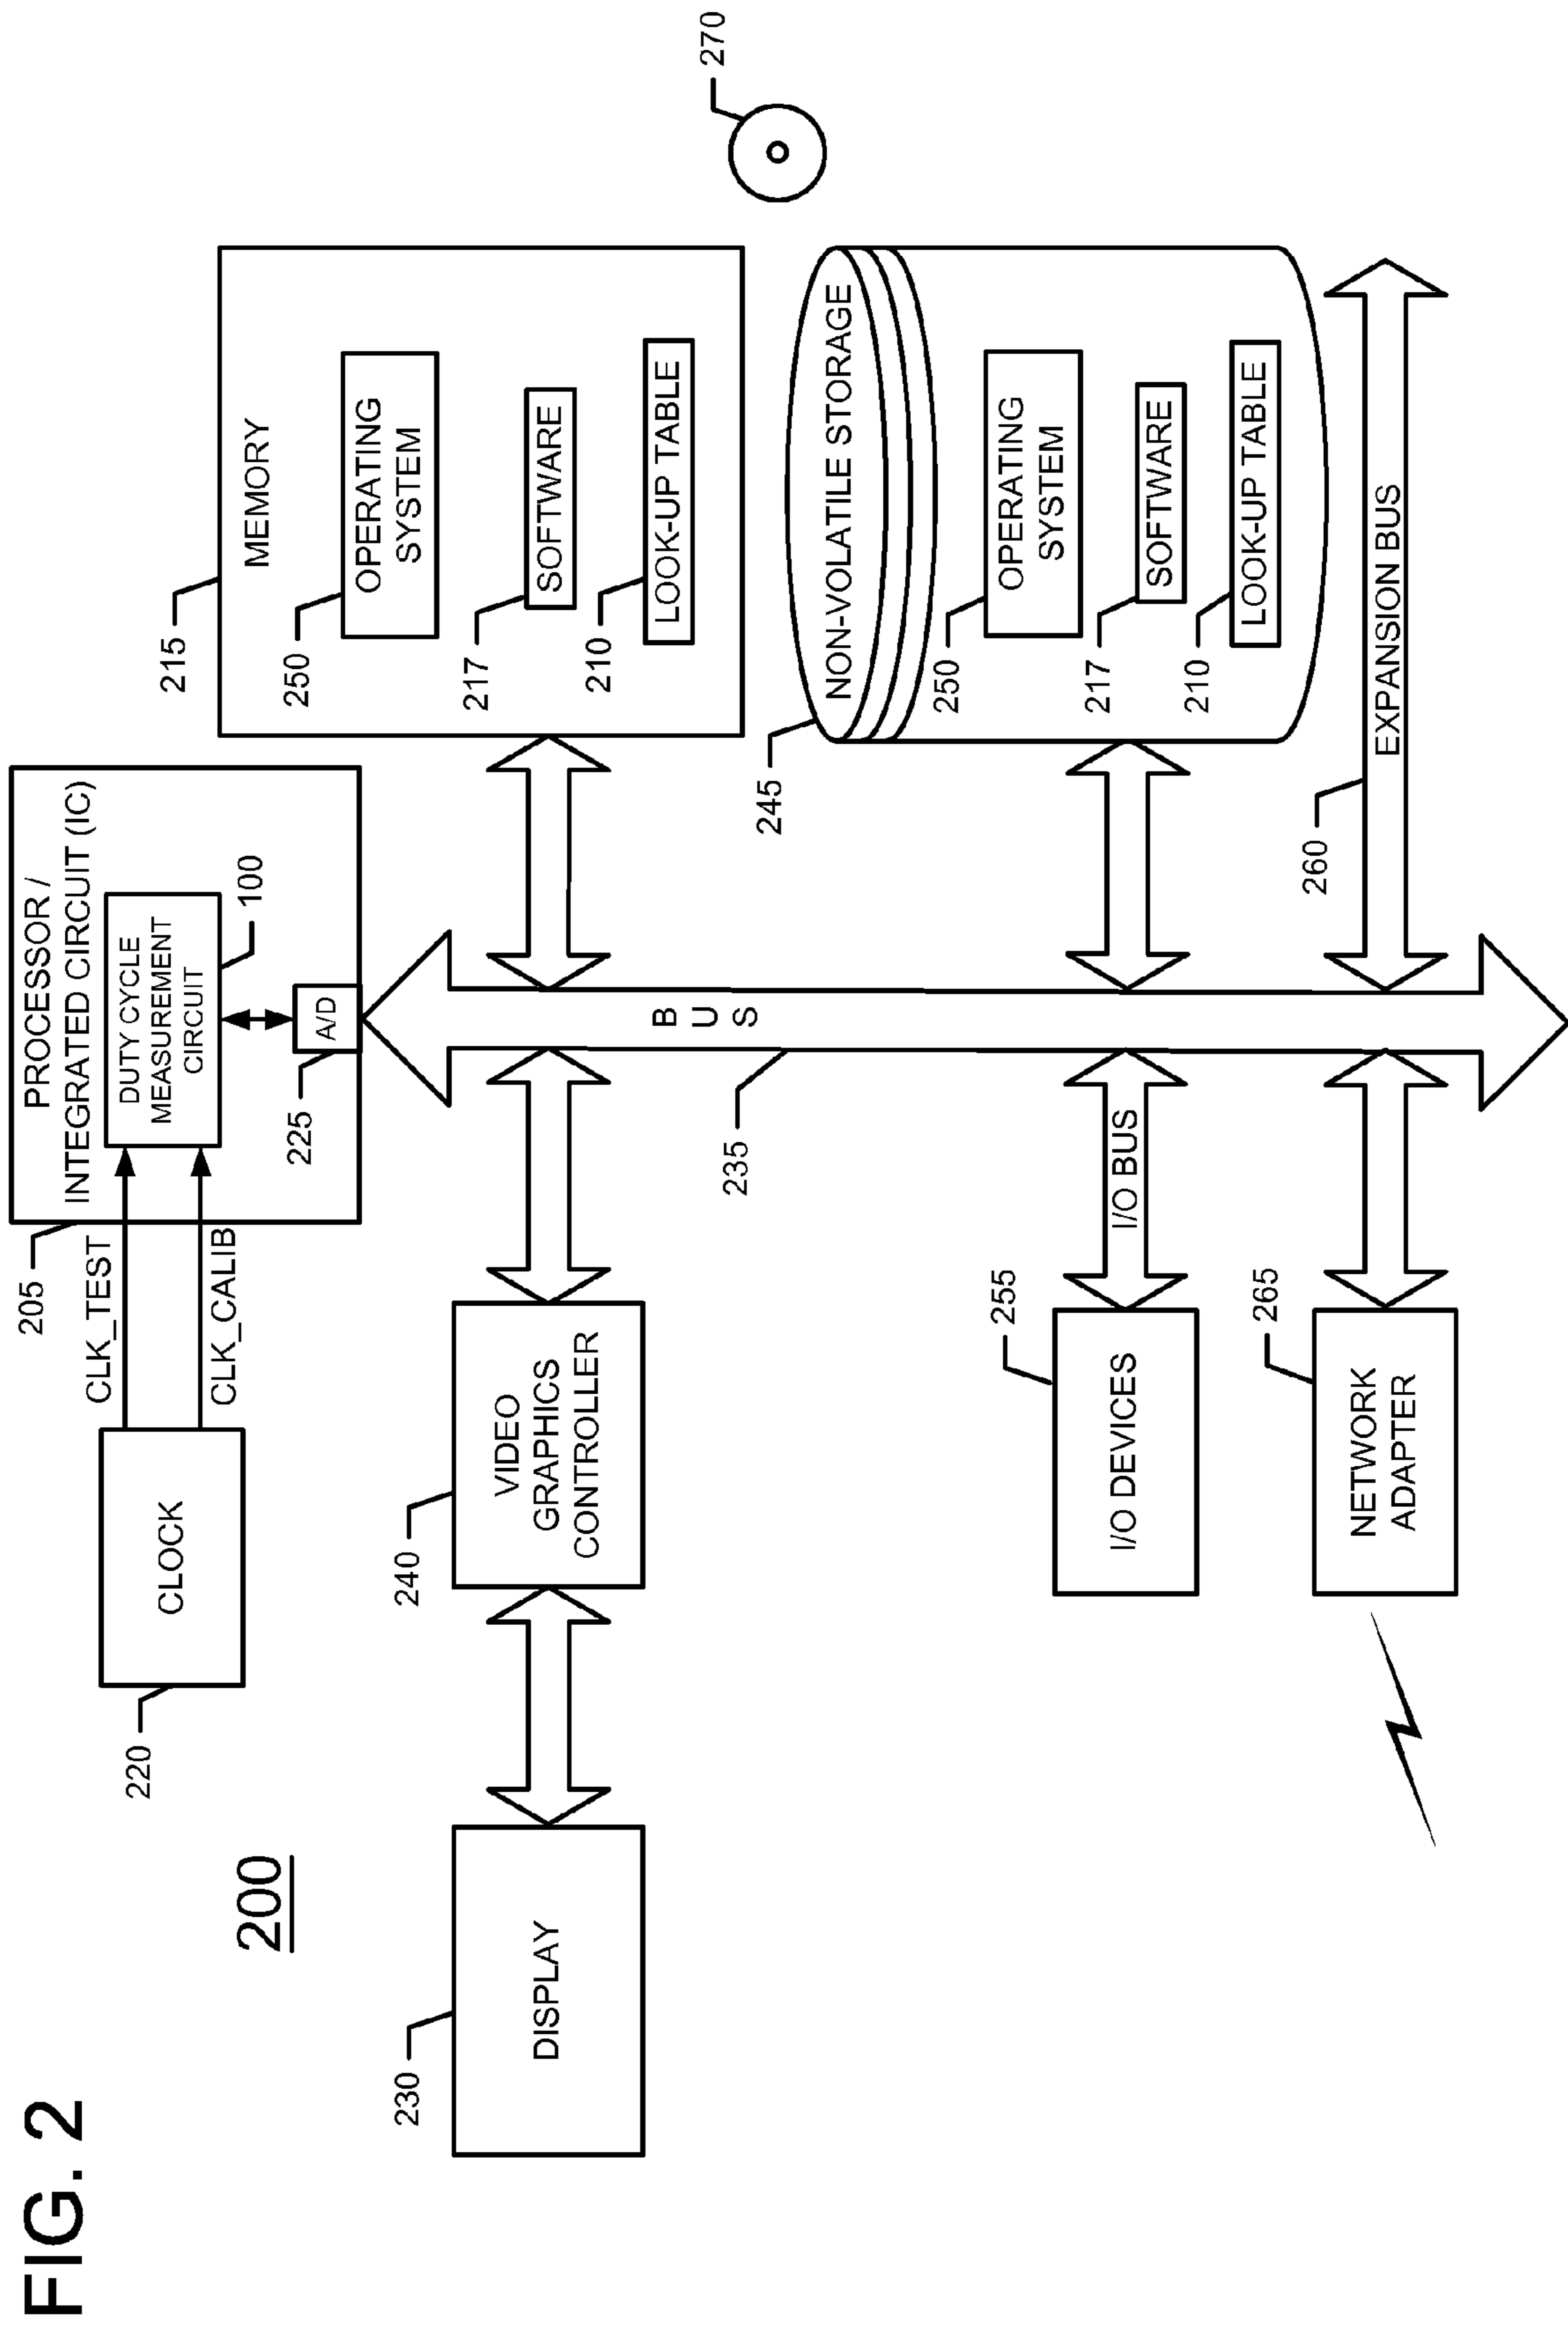 FIG. 2
200
220
CLOCK
CLK_TEST
CLK_CALIB
205
PROCESSOR /
INTEGRATED CIRCUIT (IC)
DUTY CYCLE
MEASUREMENT
CIRCUIT
100
225
A/D
215
MEMORY
250
OPERATING
SYSTEM
217
SOFTWARE
210
LOOK-UP TABLE
270
230
DISPLAY
240
VIDEO
GRAPHICS
CONTROLLER
235
B
U
S
245
NON-VOLATILE STORAGE
250
OPERATING
SYSTEM
217
SOFTWARE
210
LOOK-UP TABLE
255
I/O DEVICES
I/O BUS
260
EXPANSION BUS
265
NETWORK
ADAPTER